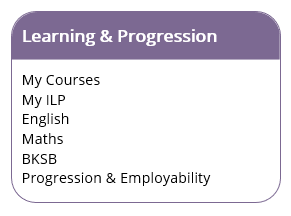 Learning & Progression
My Courses
My ILP
English
Maths
BKSB
Progression & Employability